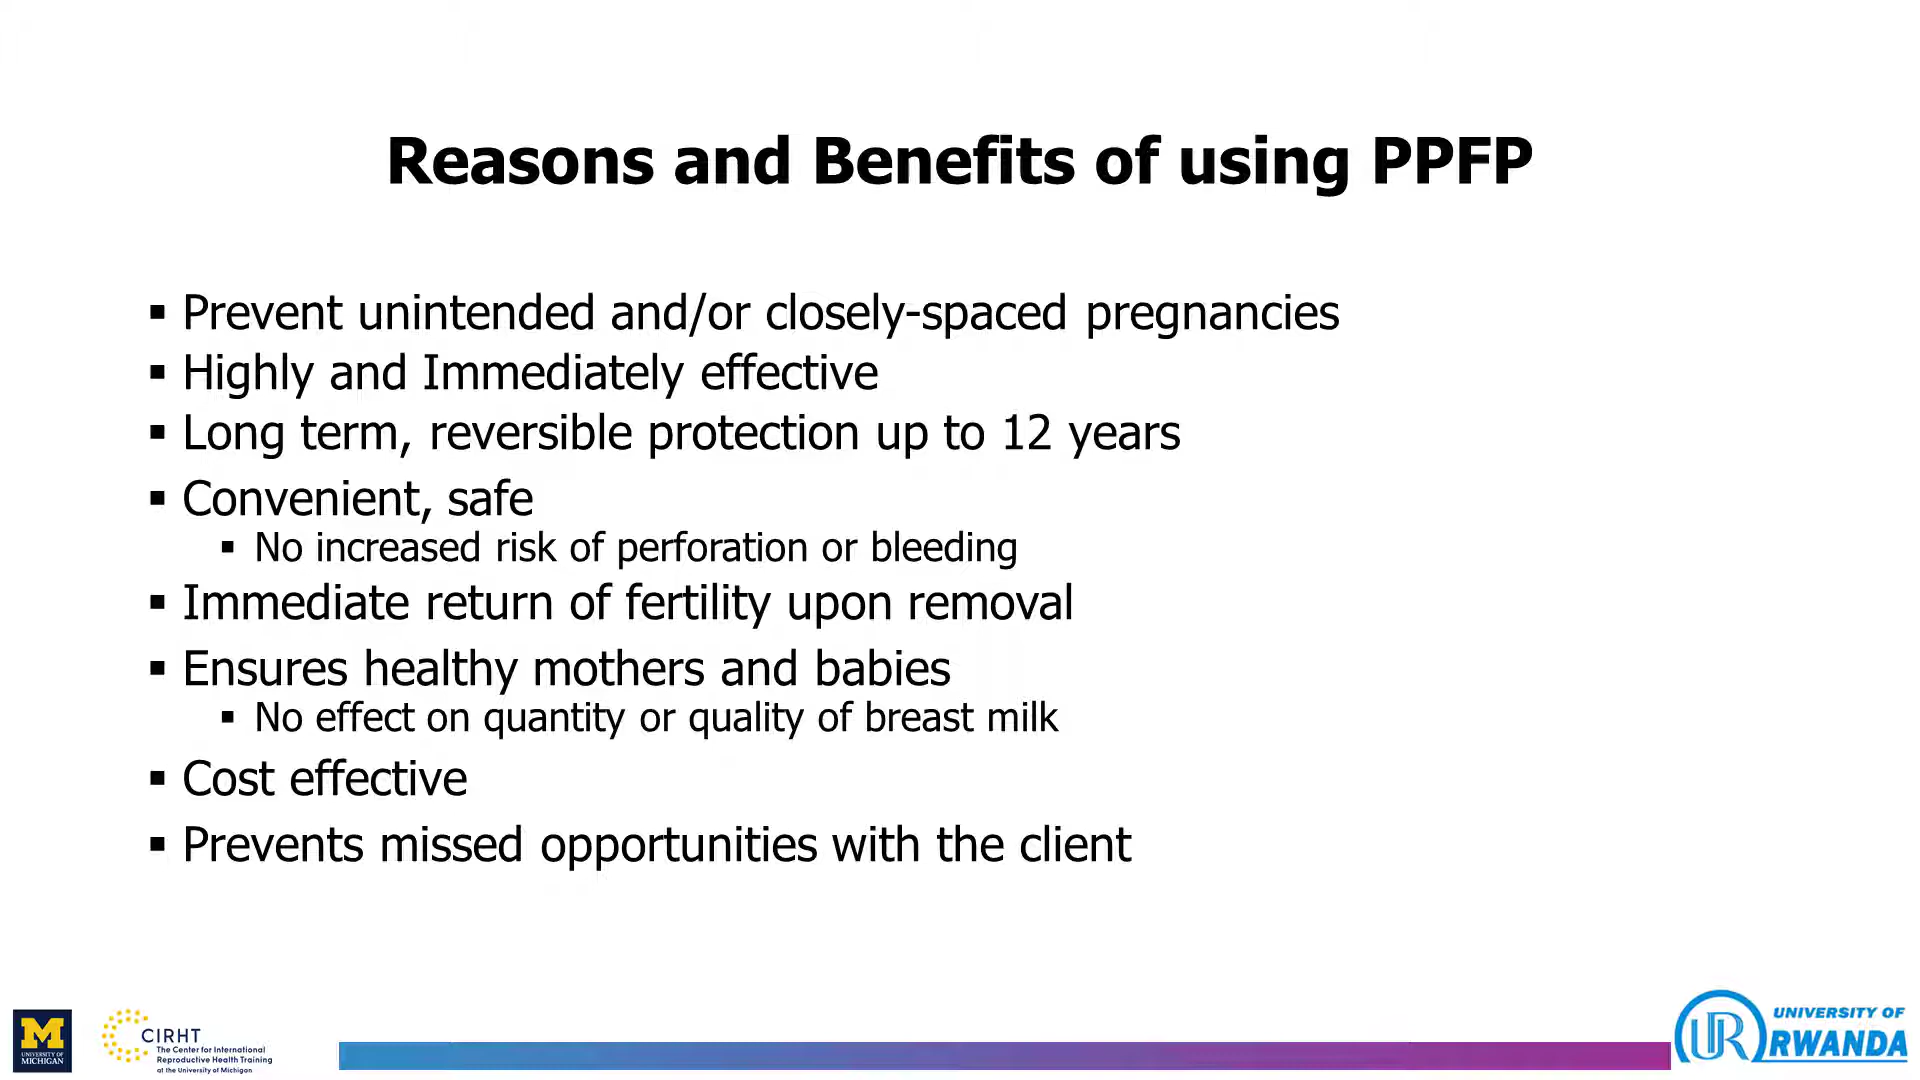 Reasons and Benefits of using PPFP
▪ Prevent unintended and/or closely-spaced pregnancies
▪ Highly and Immediately effective
▪ Long term, reversible protection up to 12 years
▪ Convenient, safe
▪ No increased risk of perforation or bleeding
▪ Immediate return of fertility upon removal
▪ Ensures healthy mothers and babies
▪ No effect on quantity or quality of breast milk
▪ Cost effective
▪ Prevents missed opportunities with the client
M
UNIVERSITY OF
MICHIGAN
CIRHT
The Center for International
Reproductive Health Training
at the University of Michigan
UR
UNIVERSITY OF
RWANDA